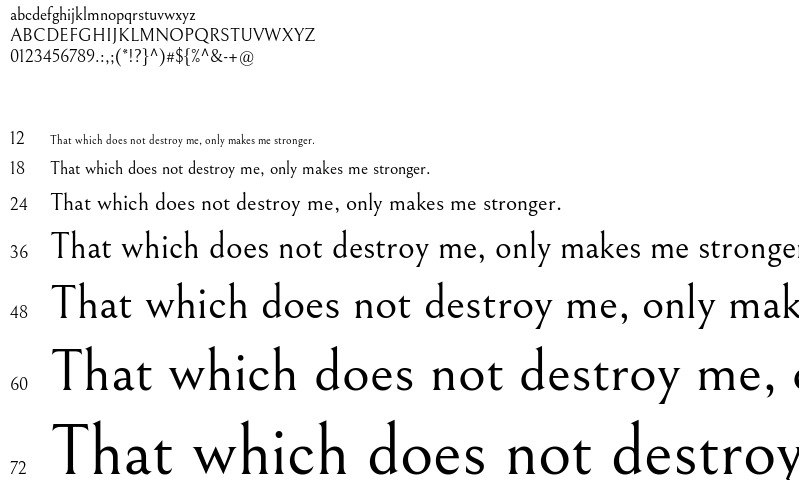 abcdefghijklmnopqrstuvwxyz
ABCDEFGHIJKLMNOPQRSTUVWXYZ
0123456789.:,;(*!?}^)#${%^&-+@
12 That which does not destroy me, only makes me stronger.
18 That which does not destroy me, only makes me stronger.
24 That which does not destroy me, only makes me stronger.
36 That which does not destroy me, only makes me stronge
48 That which does not destroy me, only mak
60 That which does not destroy me,
72 That which does not destroy